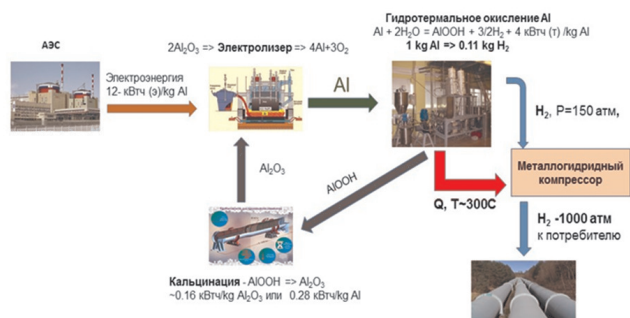 АЭС
Электроэнергия
12- кВтч (э)/kg Al
2Al₂O₃ => Электролизер => 4Al+3O₂
Al
Гидротермальное окисление Al
Al + 2H₂O = AlOOH + 3/2H₂ + 4 кВтч (т) /kg Al
1 kg Al => 0.11 kg H₂
H₂, P=150 атм,
Металлогидридный
компрессор
Q, T~300C
H₂ -1000 атм
к потребителю
Al₂O₃
AlOOH
Кальцинация - AlOOH => Al₂O₃
~0.16 кВтч/kg Al₂O₃ или 0.28 кВтч/kg Al